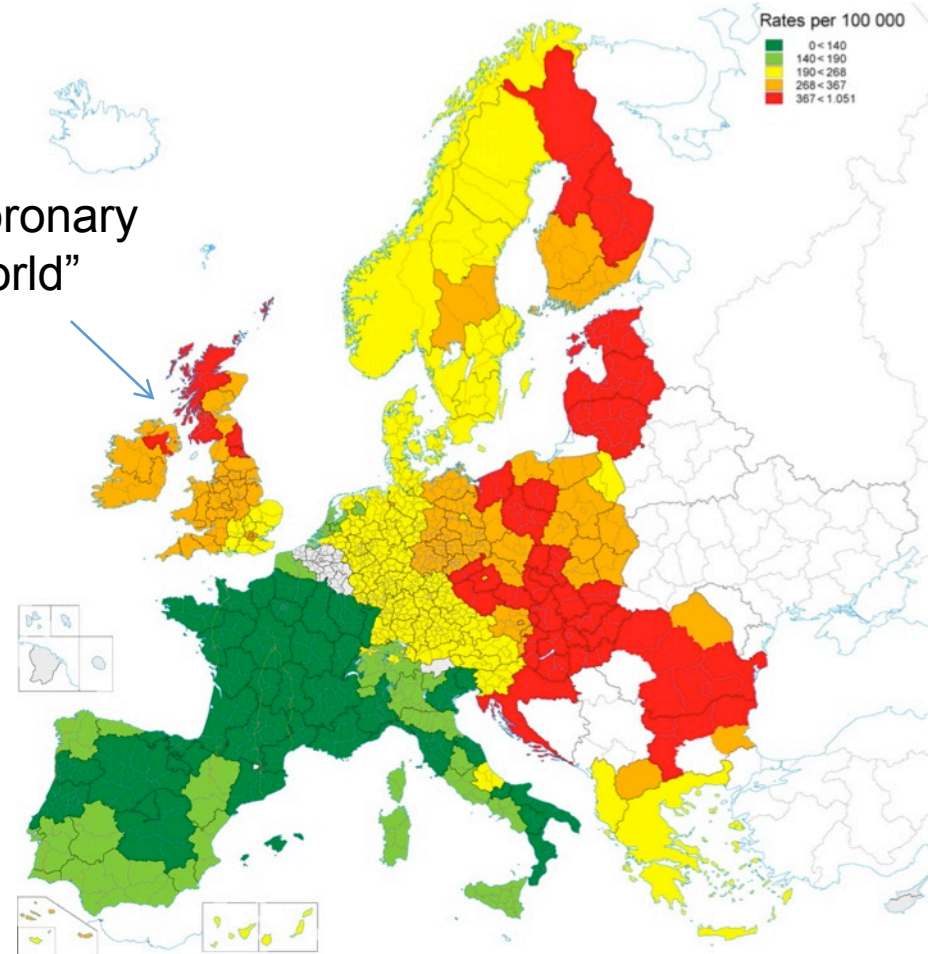 Rates per 100 000
0 < 140
140 < 190
190 < 268
268 < 367
367 < 1.051
oronary
orld”